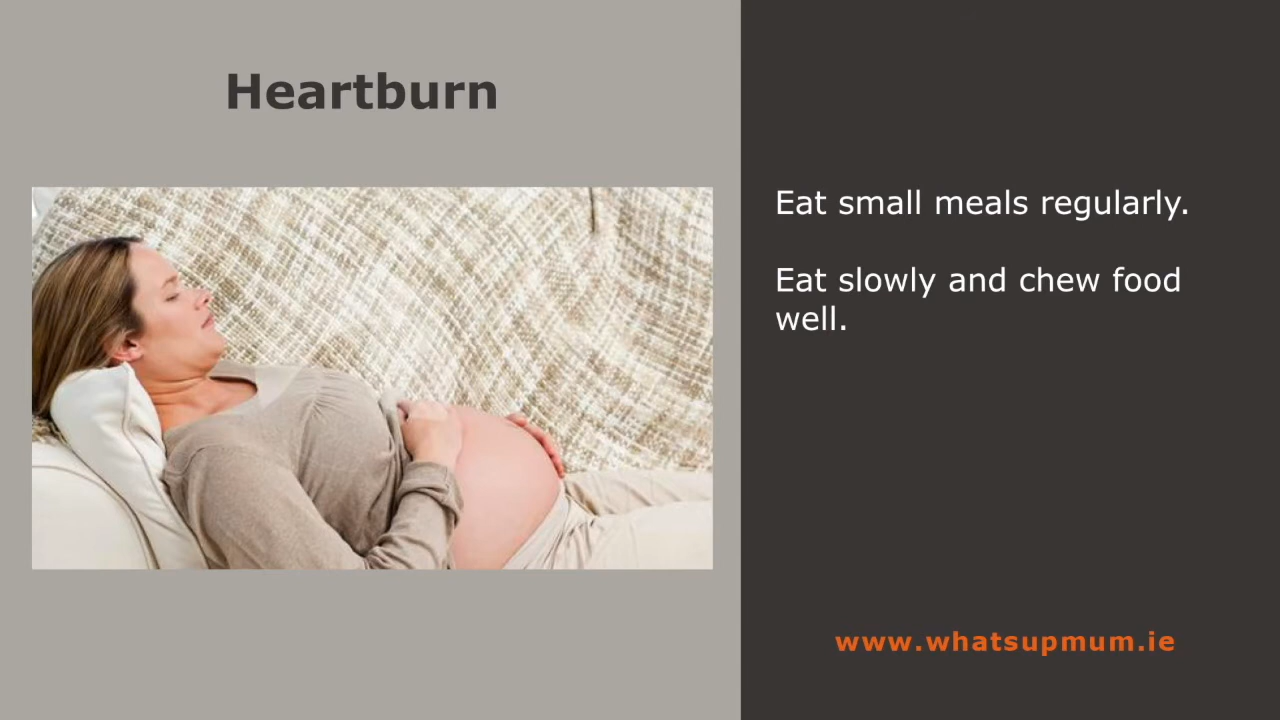 Heartburn
Eat small meals regularly.
Eat slowly and chew food
well.
www.whatsupmum.ie